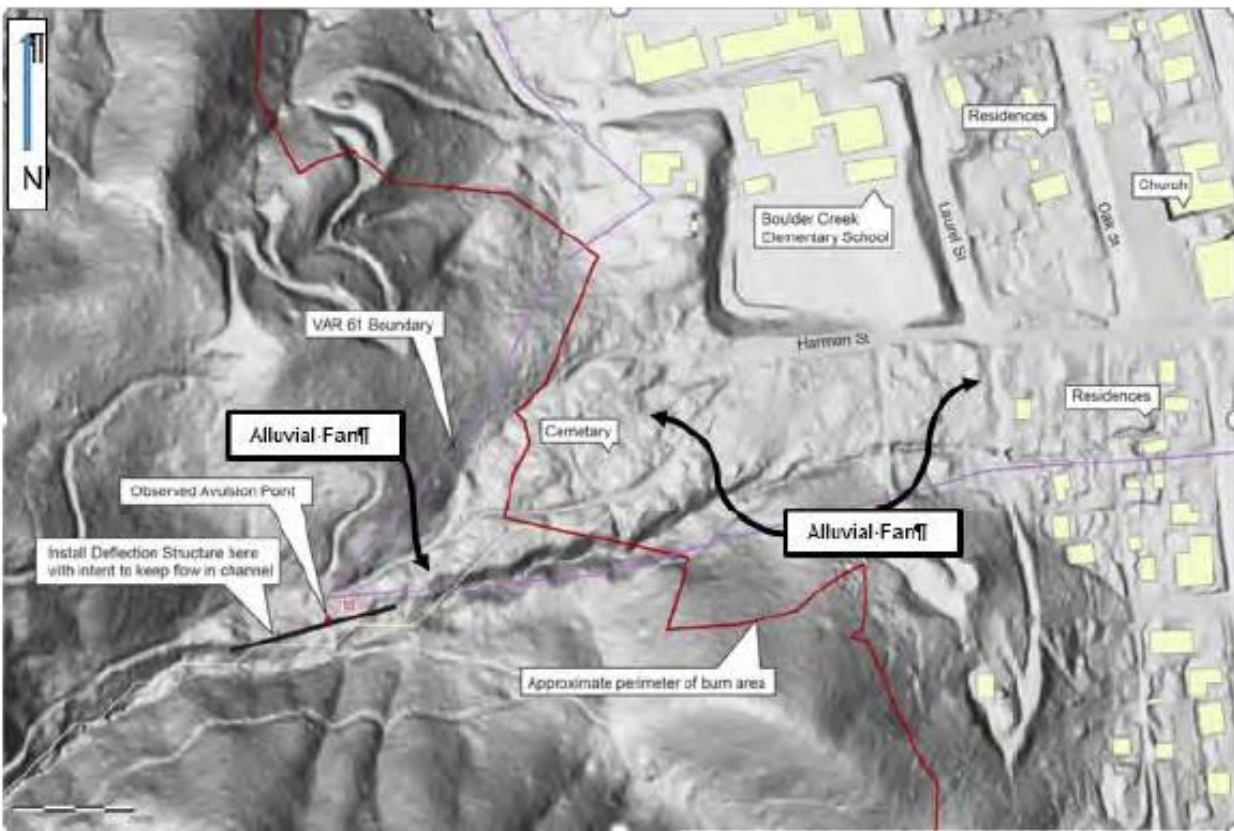 ¶
N
Residences
Church
Boulder Creek
Elementary School
Laurel St
Oak St
VAR 61 Boundary
Harmon St
Alluvial·Fan¶
Cemetary
Residences
Observed Avulsion Point
Install Deflection Structure here
with intent to keep flow in channel
Alluvial·Fan¶
Approximate perimeter of burn area